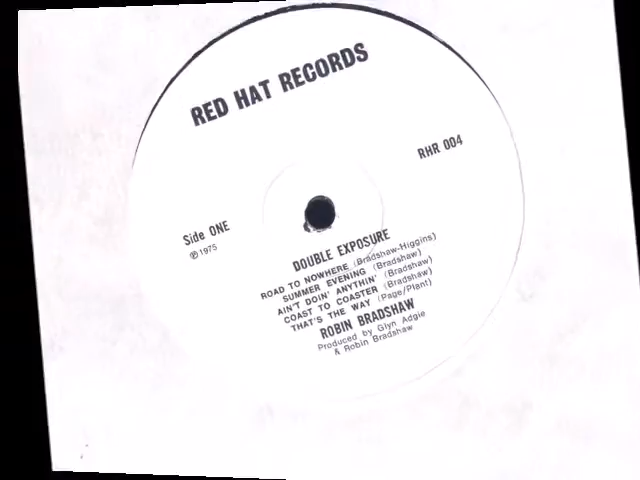 RED HAT RECORDS
RHR 004
Side ONE
℗ 1975
DOUBLE EXPOSURE
ROAD TO NOWHERE (Bradshaw-Higgins)
SUMMER EVENING (Bradshaw)
AIN'T DOIN' ANYTHIN' (Bradshaw)
COAST TO COASTER (Bradshaw)
THAT'S THE WAY (Page/Plant)
ROBIN BRADSHAW
Produced by Glyn Adgie
& Robin Bradshaw